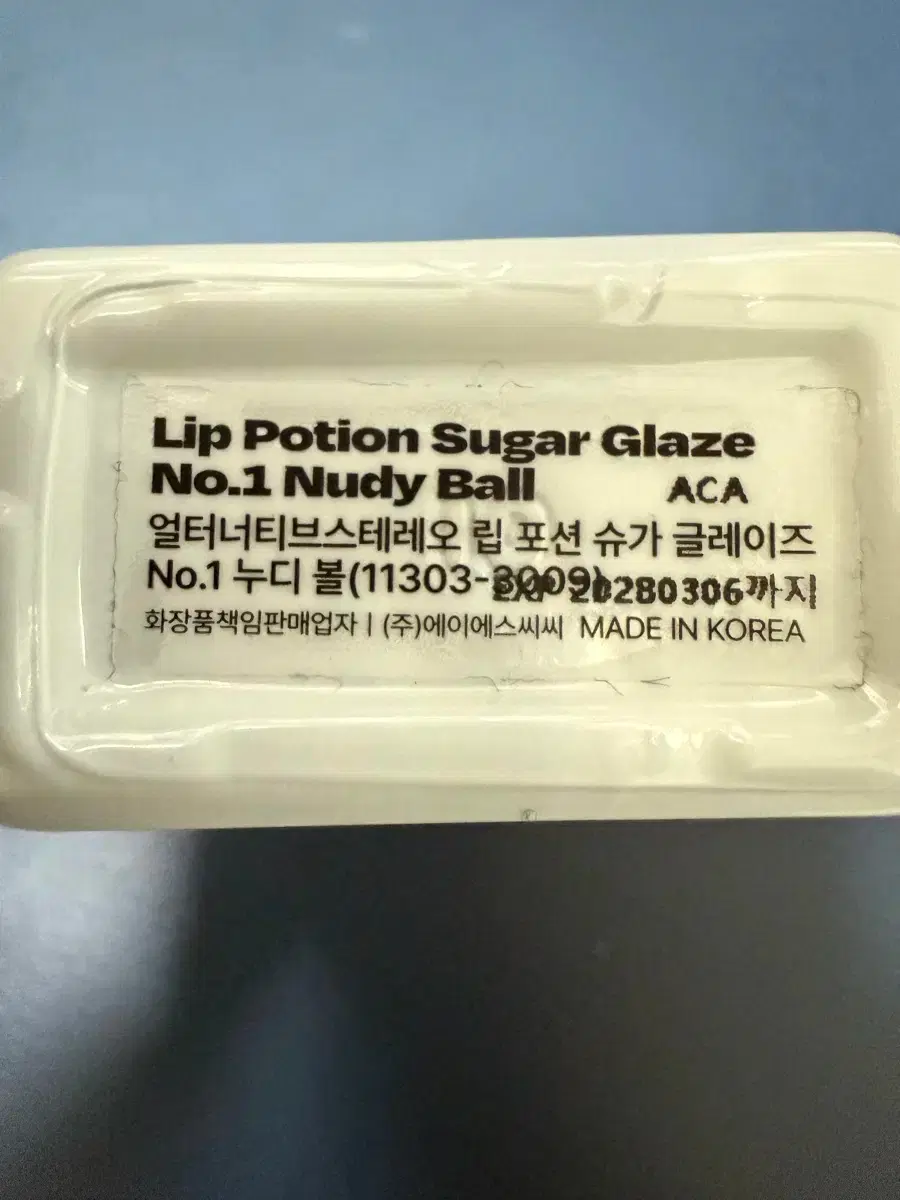 Lip Potion Sugar Glaze
No.1 Nudy Ball
ACA
얼터너티브스테레오 립 포션 슈가 글레이즈
No.1 누디 볼(11303-3009)
EXP 20280306까지
화장품책임판매업자 | (주)에이에스씨씨 MADE IN KOREA